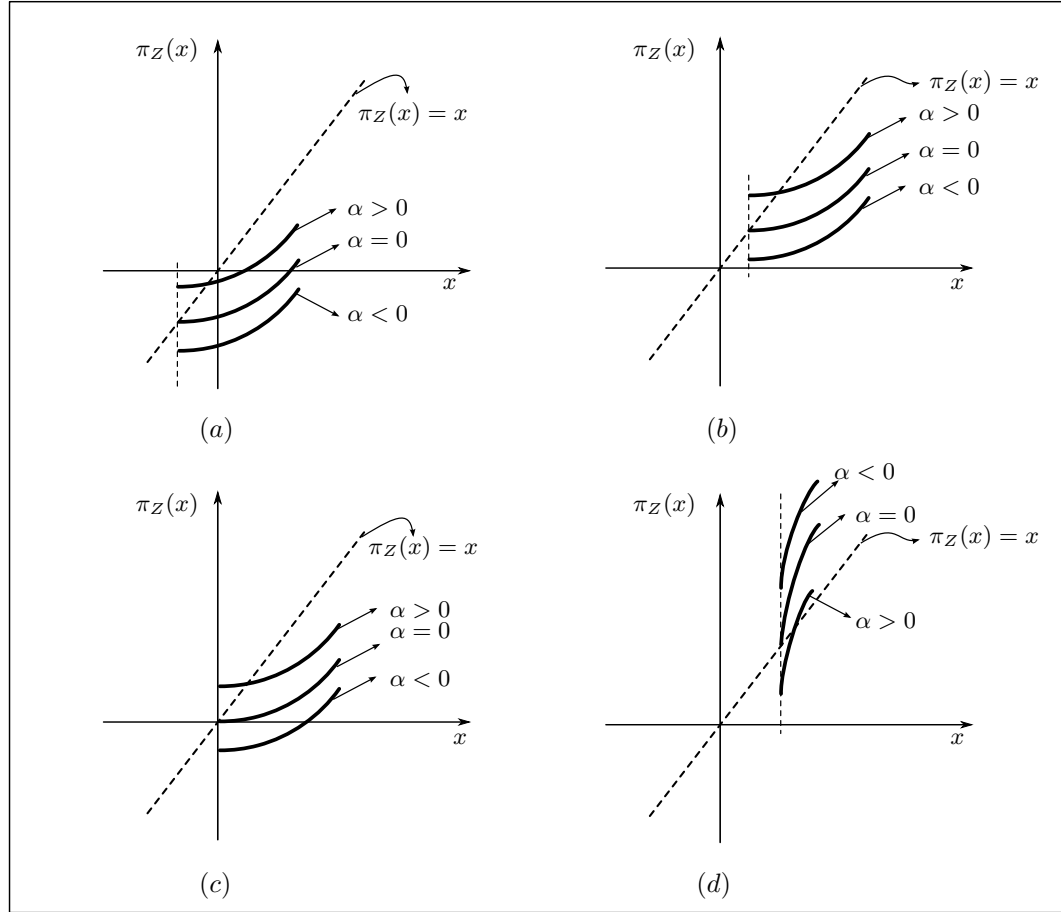 π_Z(x)
π_Z(x) = x
α > 0
α = 0
x
α < 0
(a)
π_Z(x)
π_Z(x) = x
α > 0
α = 0
α < 0
x
(b)
π_Z(x)
π_Z(x) = x
α > 0
α = 0
α < 0
x
(c)
α < 0
π_Z(x)
α = 0
π_Z(x) = x
α > 0
x
(d)